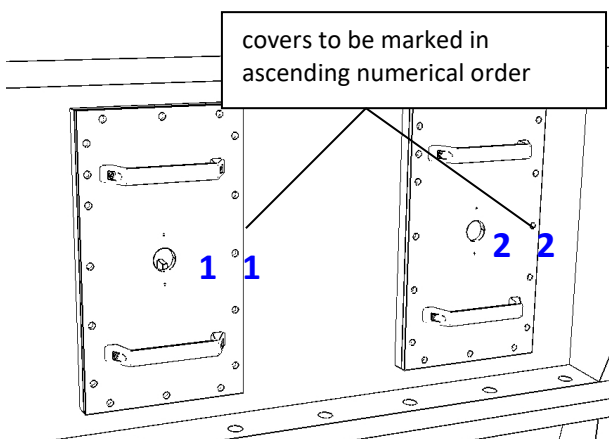 covers to be marked in
ascending numerical order
1 1
2 2